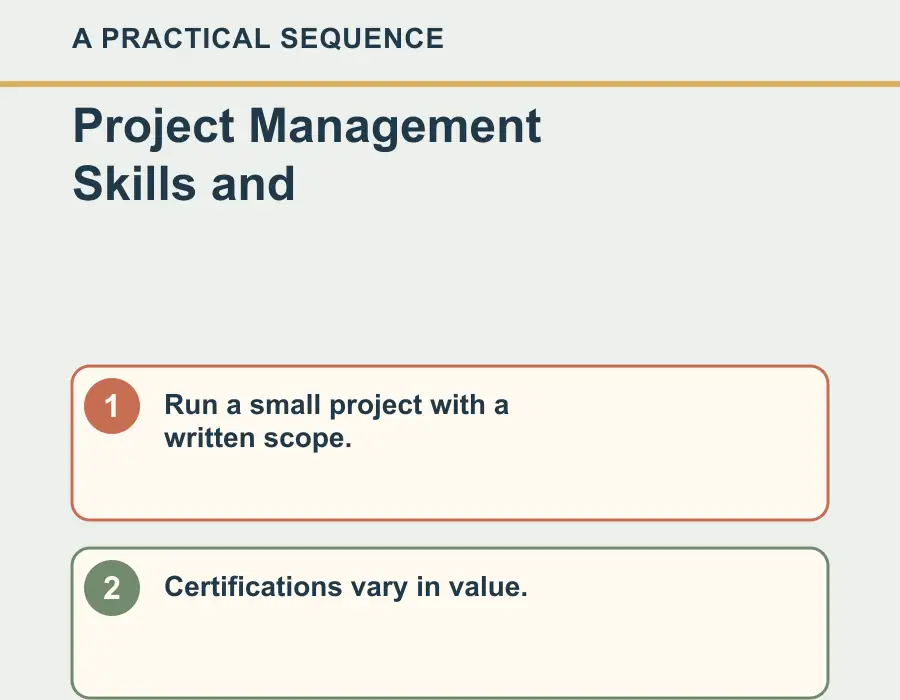 A PRACTICAL SEQUENCE
Project Management
Skills and
1
Run a small project with a
written scope.
2
Certifications vary in value.